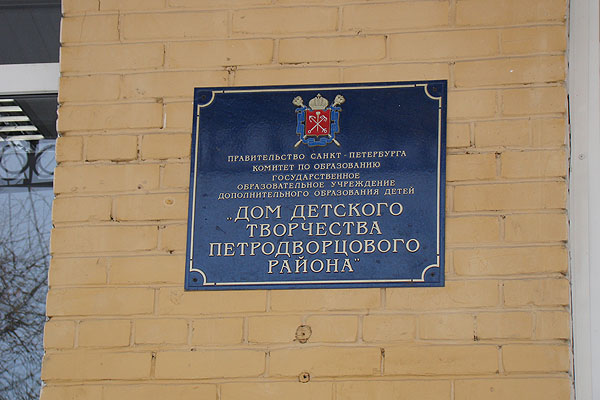 ПРАВИТЕЛЬСТВО САНКТ-ПЕТЕРБУРГА
КОМИТЕТ ПО ОБРАЗОВАНИЮ
ГОСУДАРСТВЕННОЕ
ОБРАЗОВАТЕЛЬНОЕ УЧРЕЖДЕНИЕ
ДОПОЛНИТЕЛЬНОГО ОБРАЗОВАНИЯ ДЕТЕЙ
„ДОМ ДЕТСКОГО
ТВОРЧЕСТВА
ПЕТРОДВОРЦОВОГО
РАЙОНА"